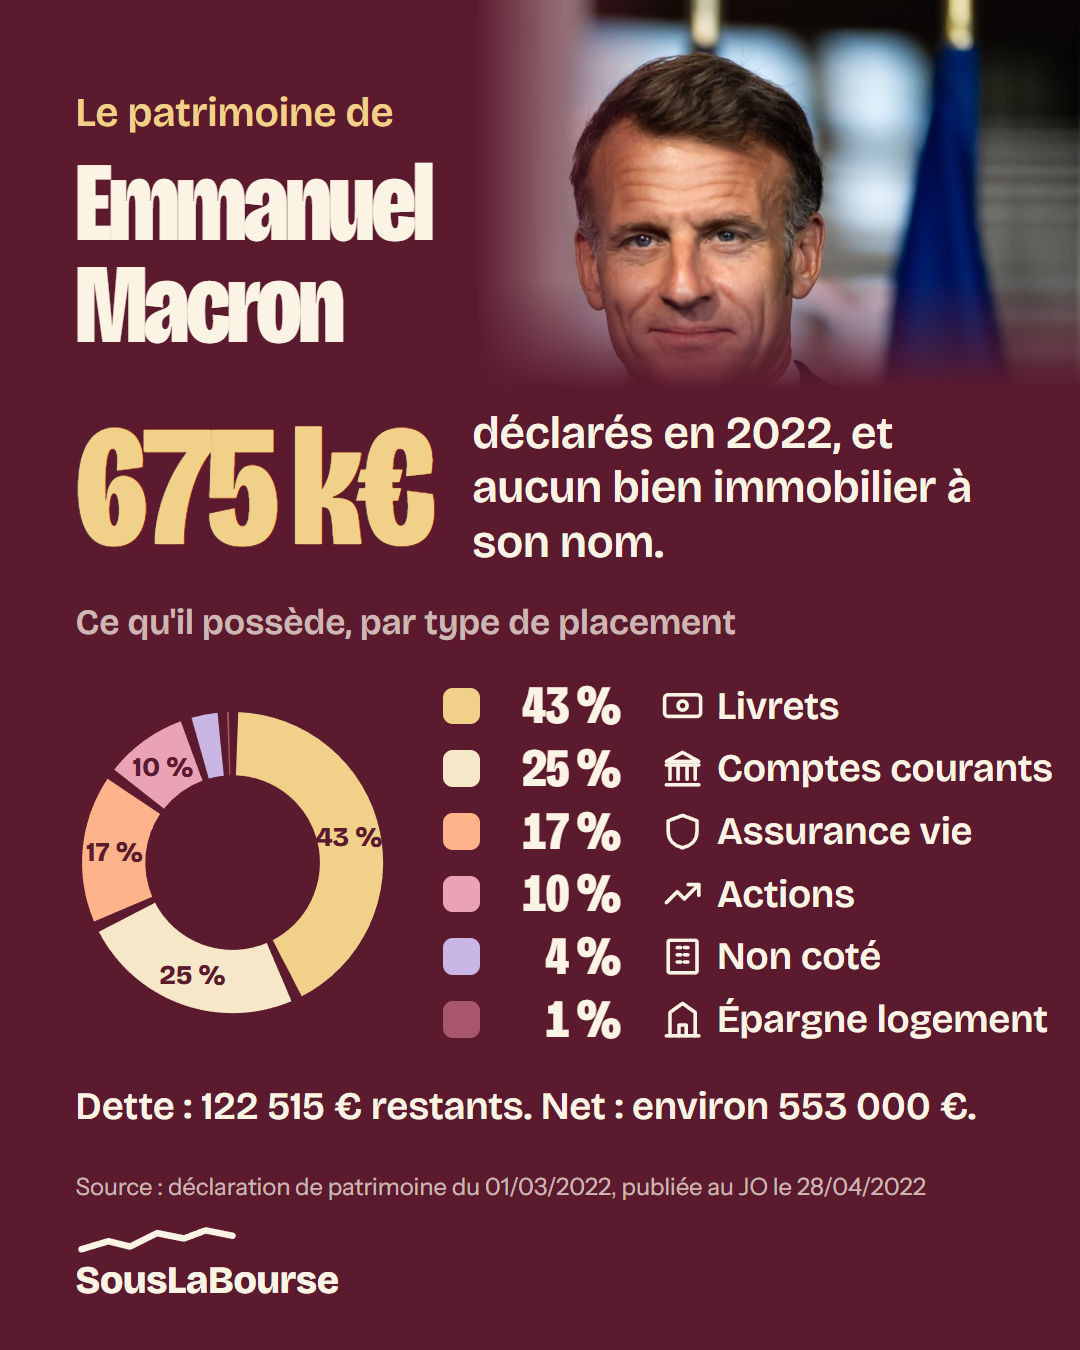 Le patrimoine de
Emmanuel
Macron
675 k€
déclarés en 2022, et
aucun bien immobilier à
son nom.
Ce qu'il possède, par type de placement
43 %
25 %
17 %
10 %
43 % Livrets
25 % Comptes courants
17 % Assurance vie
10 % Actions
4 % Non coté
1 % Épargne logement
Dette : 122 515 € restants. Net : environ 553 000 €.
Source : déclaration de patrimoine du 01/03/2022, publiée au JO le 28/04/2022
SousLaBourse